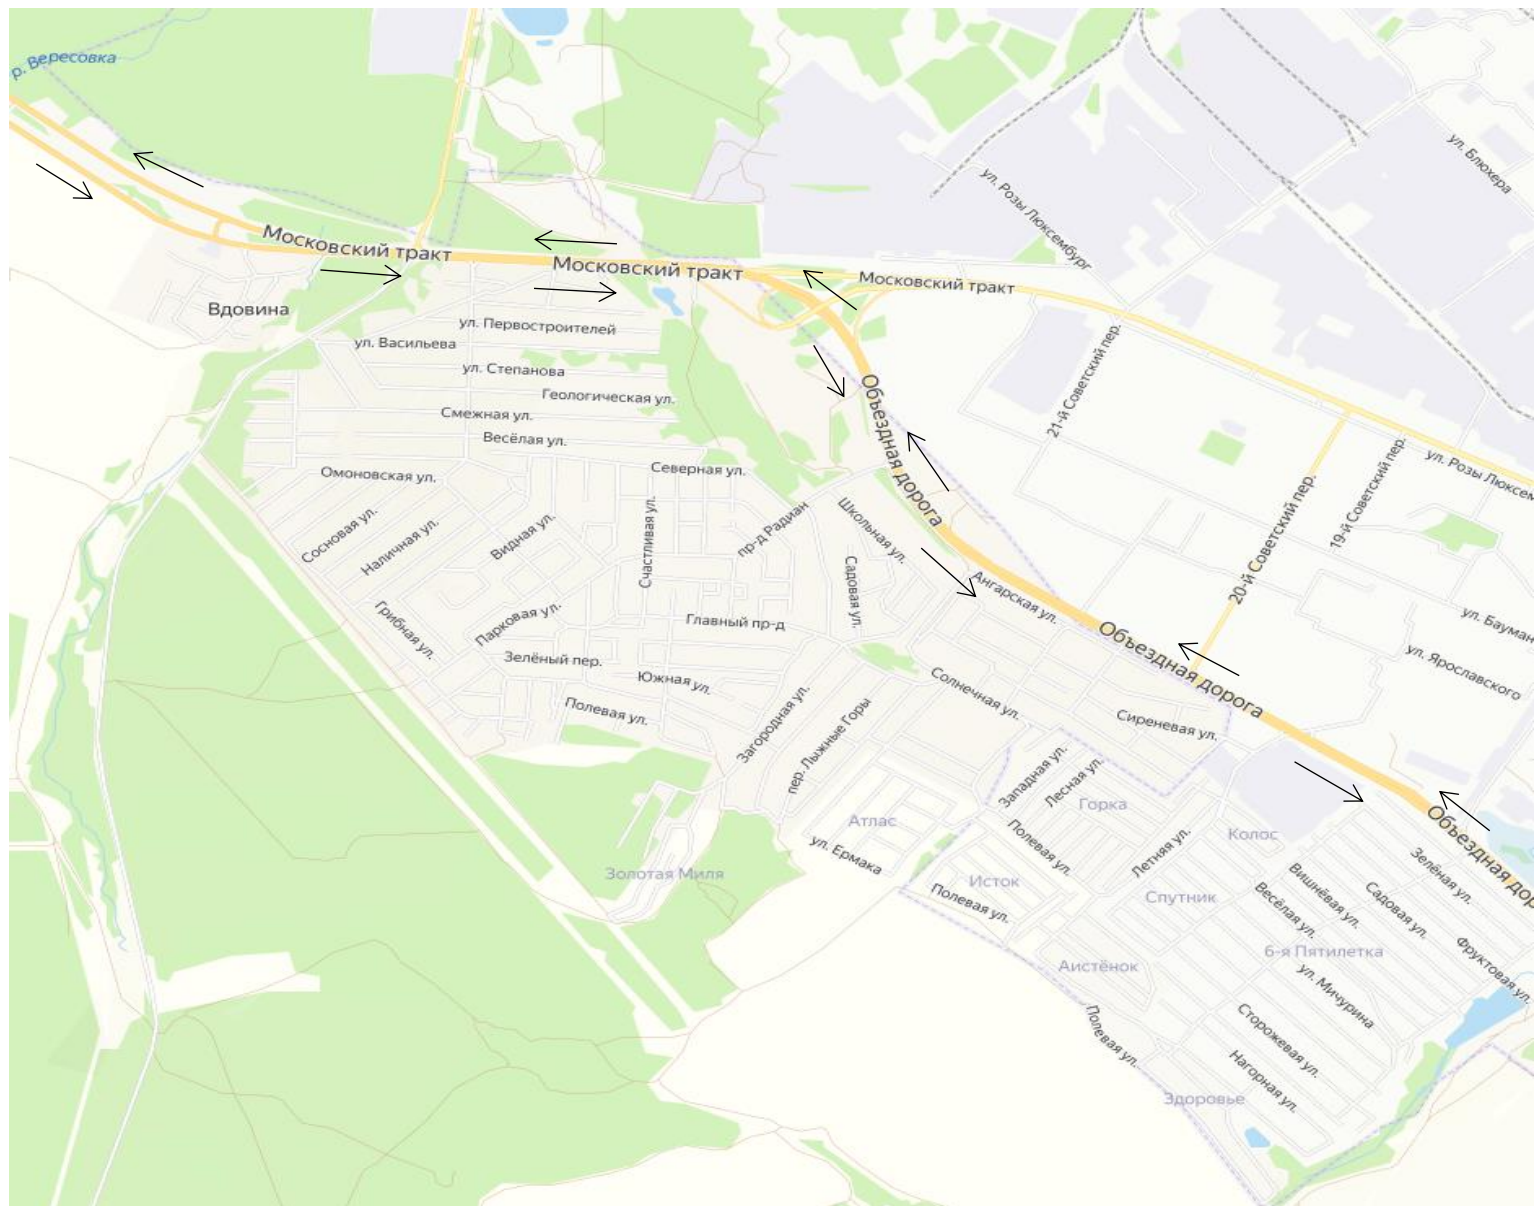 р. Вересовка
ул. Блюхера
ул. Розы Люксембург
Московский тракт
Московский тракт
Московский тракт
Вдовина
ул. Первостроителей
ул. Васильева
ул. Степанова
Геологическая ул.
Смежная ул.
Весёлая ул.
Северная ул.
Омоновская ул.
Объездная дорога
21-й Советский пер.
20-й Советский пер.
19-й Советский пер.
ул. Розы Люксем
Сосновая ул.
Наличная ул.
Видная ул.
Счастливая ул.
пр-д Радиан
Школьная ул.
Садовая ул.
Ангарская ул.
Грибная ул.
Парковая ул.
Главный пр-д
Зелёный пер.
Южная ул.
Полевая ул.
Загородная ул.
пер. Лыжные Горы
Солнечная ул.
Объездная дорога
Сиреневая ул.
ул. Бауман
ул. Ярославского
Западная ул.
Лесная ул.
Горка
Атлас
ул. Ермака
Полевая ул.
Летняя ул.
Колос
Объездная дор
Золотая Миля
Исток
Полевая ул.
Спутник
Зелёная ул.
Вишнёвая ул.
Садовая ул.
Весёлая ул.
Фруктовая ул.
6-я Пятилетка
Аистёнок
ул. Мичурина
Полевая ул.
Сторожевая ул.
Нагорная ул.
Здоровье